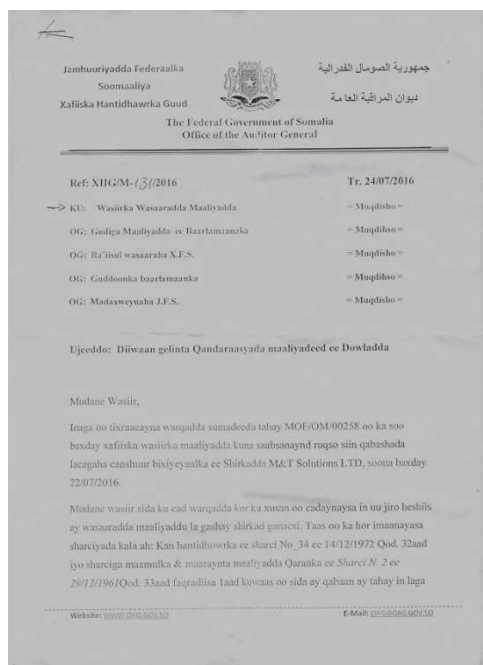 Jamhuuriyadda Federaalka
Soomaaliya
Xafiiska Hantidhawrka Guud
جمهورية الصومال الفدرالية
ديوان المراقبة العامة
The Federal Government of Somalia
Office of the Auditor General
Ref: XHG/M-131/2016 Tr. 24/07/2016
KU: Wasiirka Wasaaradda Maaliyadda = Muqdisho =
OG: Gudiga Maaliyadda ee Baarlamaanka = Muqdisho =
OG: Ra'iisul wasaaraha X.F.S. = Muqdisho =
OG: Guddoonka baarlamaanka = Muqdisho =
OG: Madaxweynaha J.F.S. = Muqdisho =
Ujeeddo: Diiwaan gelinta Qandaraasyada maaliyadeed ee Dowladda
Mudane Wasiir,
Inaga oo tixraacayna warqadda sumadeedu tahay MOF/OM/00258 oo ka soo
baxday xafiiska wasiirka maaliyadda kuna saabsanaynd ruqso siin qabashada
lacagaha canshuur bixiyeyaalka ee Shirkadda M&T Solutions LTD, soona baxday
22/07/2016.
Mudane wasiir sida ku cad warqadda kor ku xusan oo cadaynaysa in uu jiro heshiis
ay wasaaradda maaliyaddu la gashay shirkad ganacsi. Taas oo ka hor imaanayasa
sharciyada kala ah: Kan hantidhowrka ee sharci No_34 ee 14/12/1972 Qod. 32aad
iyo sharciga maamulka & maaraynta maaliyadda Qaranka ee Sharci N. 2 ee
29/12/1961Qod. 33aad faqradiisa 1aad kuwaas oo sida ay qabaan ay tahay in laga
Website: WWW.OAG.GOV.SO E-Mail: OAG@OAG.GOV.SO